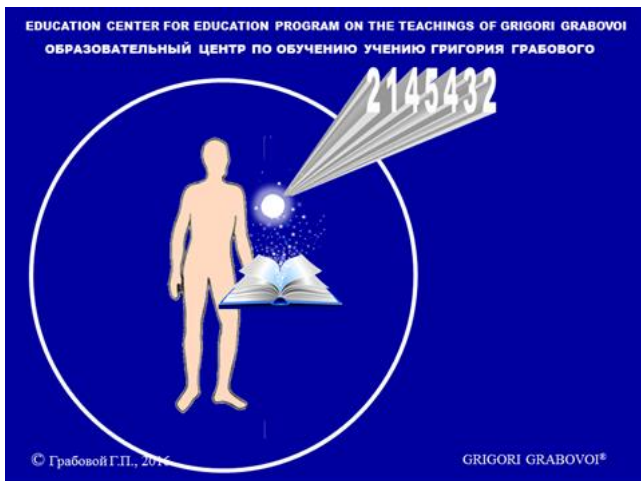 EDUCATION CENTER FOR EDUCATION PROGRAM ON THE TEACHINGS OF GRIGORI GRABOVOI
ОБРАЗОВАТЕЛЬНЫЙ ЦЕНТР ПО ОБУЧЕНИЮ УЧЕНИЮ ГРИГОРИЯ ГРАБОВОГО
2145432
© Грабовой Г.П., 2016
GRIGORI GRABOVOI®